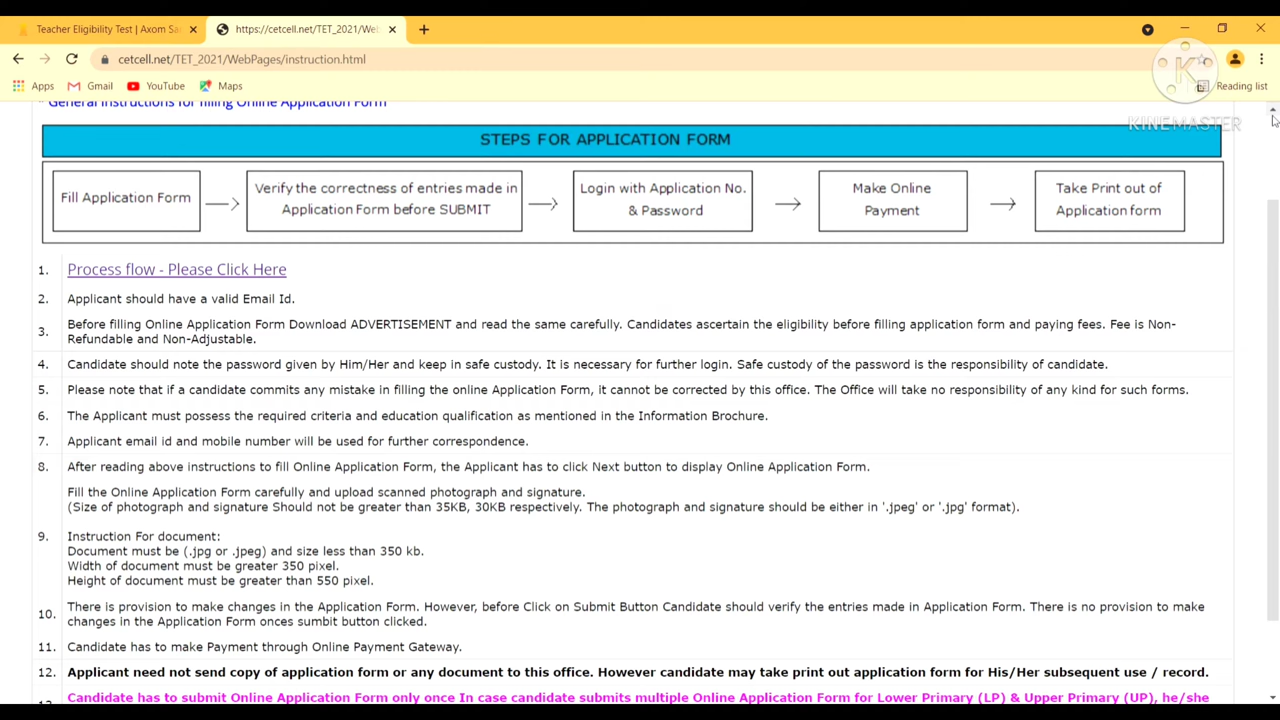 Teacher Eligibility Test | Axom Sa
https://cetcell.net/TET_2021/We
cetcell.net/TET_2021/WebPages/instruction.html
Apps Gmail YouTube Maps Reading list
K
KINEMASTER
General Instructions for filling Online Application Form
STEPS FOR APPLICATION FORM
Fill Application Form
Verify the correctness of entries made in
Application Form before SUBMIT
Login with Application No.
& Password
Make Online
Payment
Take Print out of
Application form
1. Process flow - Please Click Here
2. Applicant should have a valid Email Id.
3. Before filling Online Application Form Download ADVERTISEMENT and read the same carefully. Candidates ascertain the eligibility before filling application form and paying fees. Fee is Non-
Refundable and Non-Adjustable.
4. Candidate should note the password given by Him/Her and keep in safe custody. It is necessary for further login. Safe custody of the password is the responsibility of candidate.
5. Please note that if a candidate commits any mistake in filling the online Application Form, it cannot be corrected by this office. The Office will take no responsibility of any kind for such forms.
6. The Applicant must possess the required criteria and education qualification as mentioned in the Information Brochure.
7. Applicant email id and mobile number will be used for further correspondence.
8. After reading above instructions to fill Online Application Form, the Applicant has to click Next button to display Online Application Form.
Fill the Online Application Form carefully and upload scanned photograph and signature.
(Size of photograph and signature Should not be greater than 35KB, 30KB respectively. The photograph and signature should be either in '.jpeg' or '.jpg' format).
9. Instruction For document:
Document must be (.jpg or .jpeg) and size less than 350 kb.
Width of document must be greater 350 pixel.
Height of document must be greater than 550 pixel.
10. There is provision to make changes in the Application Form. However, before Click on Submit Button Candidate should verify the entries made in Application Form. There is no provision to make
changes in the Application Form onces sumbit button clicked.
11. Candidate has to make Payment through Online Payment Gateway.
12. Applicant need not send copy of application form or any document to this office. However candidate may take print out application form for His/Her subsequent use / record.
Candidate has to submit Online Application Form only once In case candidate submits multiple Online Application Form for Lower Primary (LP) & Upper Primary (UP), he/she